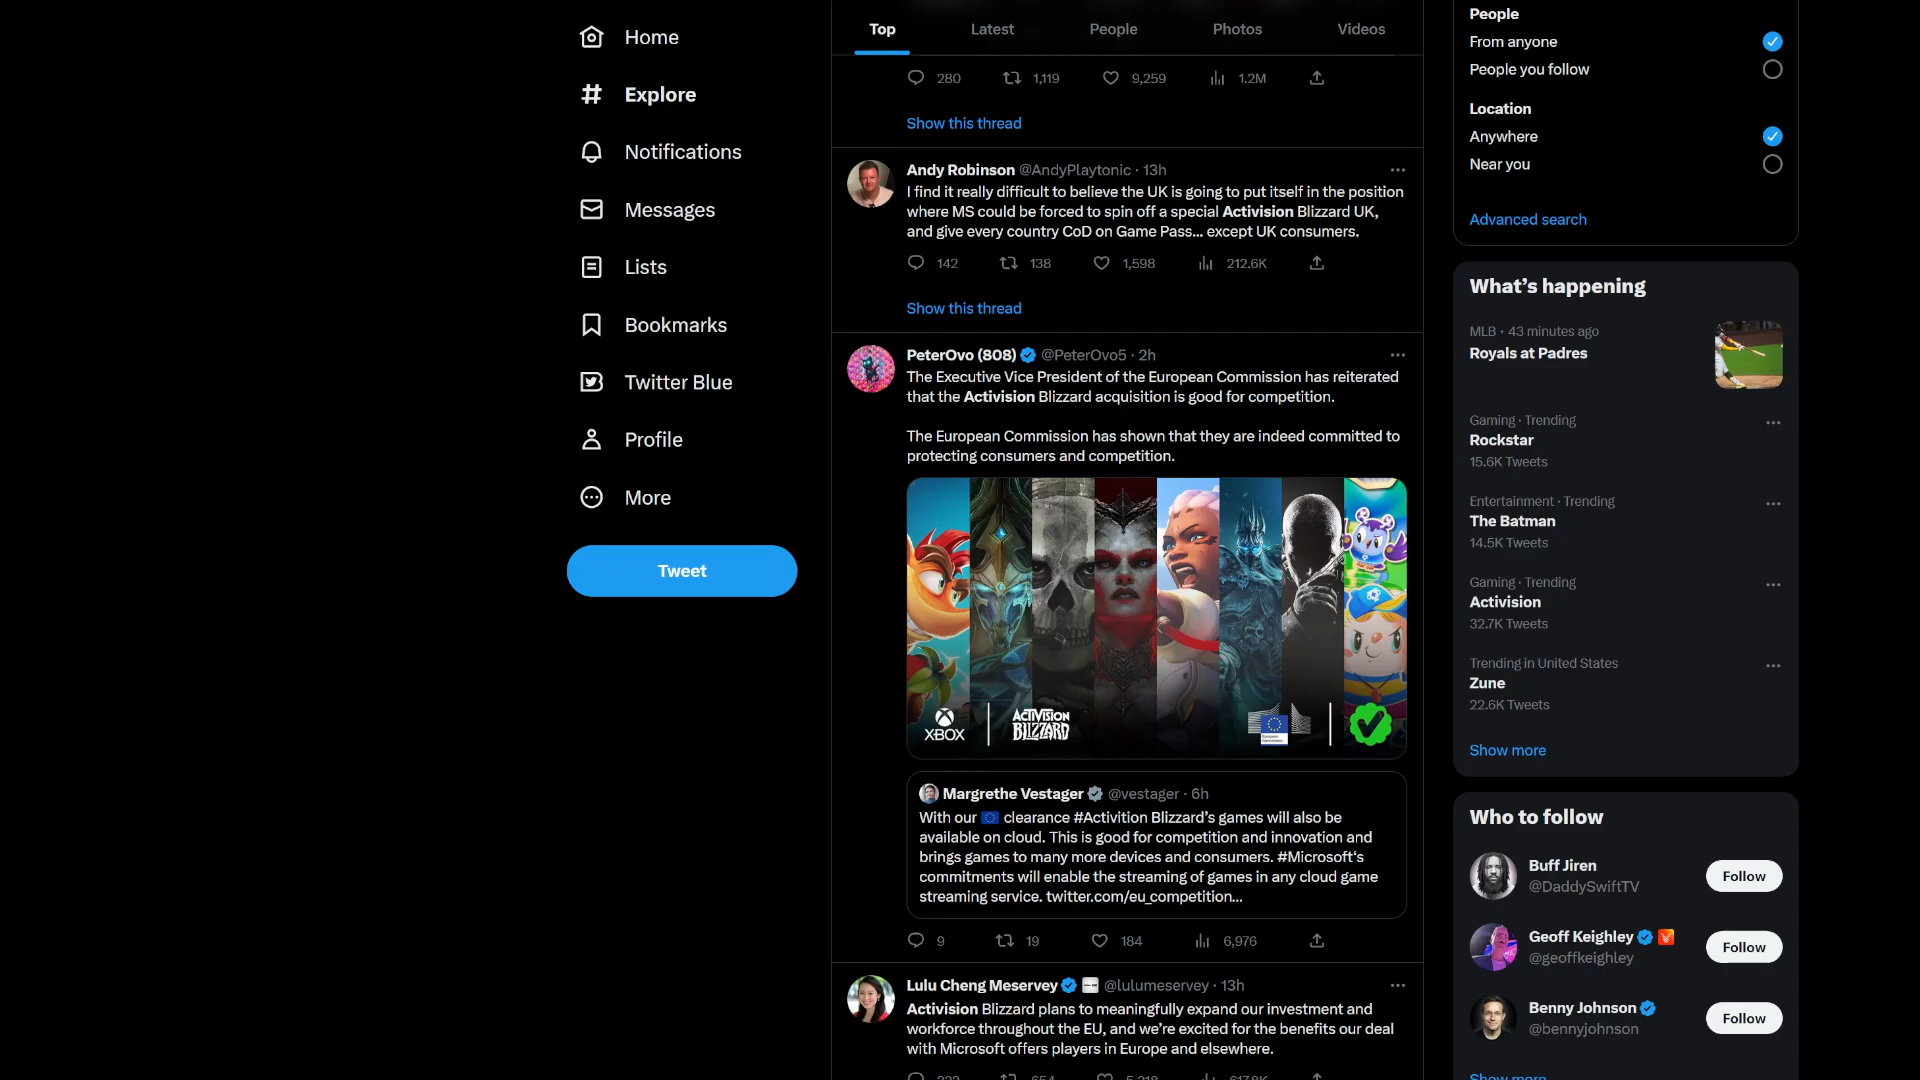 Home
Explore
Notifications
Messages
Lists
Bookmarks
Twitter Blue
Profile
More
Tweet
Top Latest People Photos Videos
280 1,119 9,259 1.2M
Show this thread
Andy Robinson @AndyPlaytonic · 13h
I find it really difficult to believe the UK is going to put itself in the position
where MS could be forced to spin off a special Activision Blizzard UK,
and give every country CoD on Game Pass... except UK consumers.
142 138 1,598 212.6K
Show this thread
PeterOvo (808) @PeterOvo5 · 2h
The Executive Vice President of the European Commission has reiterated
that the Activision Blizzard acquisition is good for competition.
The European Commission has shown that they are indeed committed to
protecting consumers and competition.
XBOX
ACTIVISION
BLIZZARD
Margrethe Vestager @vestager · 6h
With our 🇪🇺 clearance #Activition Blizzard's games will also be
available on cloud. This is good for competition and innovation and
brings games to many more devices and consumers. #Microsoft's
commitments will enable the streaming of games in any cloud game
streaming service. twitter.com/eu_competition...
9 19 184 6,976
Lulu Cheng Meservey @lulumeservey · 13h
Activision Blizzard plans to meaningfully expand our investment and
workforce throughout the EU, and we're excited for the benefits our deal
with Microsoft offers players in Europe and elsewhere.
People
From anyone
People you follow
Location
Anywhere
Near you
Advanced search
What's happening
MLB · 43 minutes ago
Royals at Padres
Gaming · Trending
Rockstar
15.6K Tweets
Entertainment · Trending
The Batman
14.5K Tweets
Gaming · Trending
Activision
32.7K Tweets
Trending in United States
Zune
22.6K Tweets
Show more
Who to follow
Buff Jiren
@DaddySwiftTV
Follow
Geoff Keighley
@geoffkeighley
Follow
Benny Johnson
@bennyjohnson
Follow
Show more